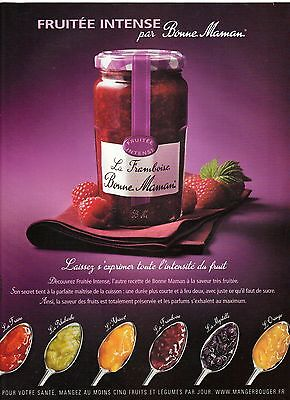 FRUITÉE INTENSE
par Bonne Maman®
FRUITÉE
INTENSE
La Framboise
Bonne Maman®
Laissez s'exprimer toute l'intensité du fruit
Découvrez Fruitée Intense, l'autre recette de Bonne Maman à la saveur très fruitée.
Son secret tient à la parfaite maîtrise de la cuisson : une durée plus courte et à feu doux, avec juste ce qu'il faut de sucre.
Ainsi, la saveur des fruits est totalement préservée et les parfums s'exhalent au maximum.
La Fraise
La Rhubarbe
L'Abricot
La Framboise
La Myrtille
L'Orange
POUR VOTRE SANTÉ, MANGEZ AU MOINS CINQ FRUITS ET LÉGUMES PAR JOUR. WWW.MANGERBOUGER.FR